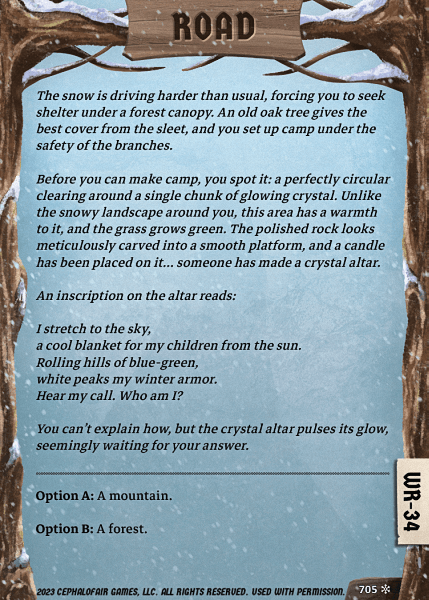 ROAD
The snow is driving harder than usual, forcing you to seek
shelter under a forest canopy. An old oak tree gives the
best cover from the sleet, and you set up camp under the
safety of the branches.
Before you can make camp, you spot it: a perfectly circular
clearing around a single chunk of glowing crystal. Unlike
the snowy landscape around you, this area has a warmth
to it, and the grass grows green. The polished rock looks
meticulously carved into a smooth platform, and a candle
has been placed on it... someone has made a crystal altar.
An inscription on the altar reads:
I stretch to the sky,
a cool blanket for my children from the sun.
Rolling hills of blue-green,
white peaks my winter armor.
Hear my call. Who am I?
You can't explain how, but the crystal altar pulses its glow,
seemingly waiting for your answer.
Option A: A mountain.
Option B: A forest.
WR-34
2023 CEPHALOFAIR GAMES, LLC. ALL RIGHTS RESERVED. USED WITH PERMISSION.
705